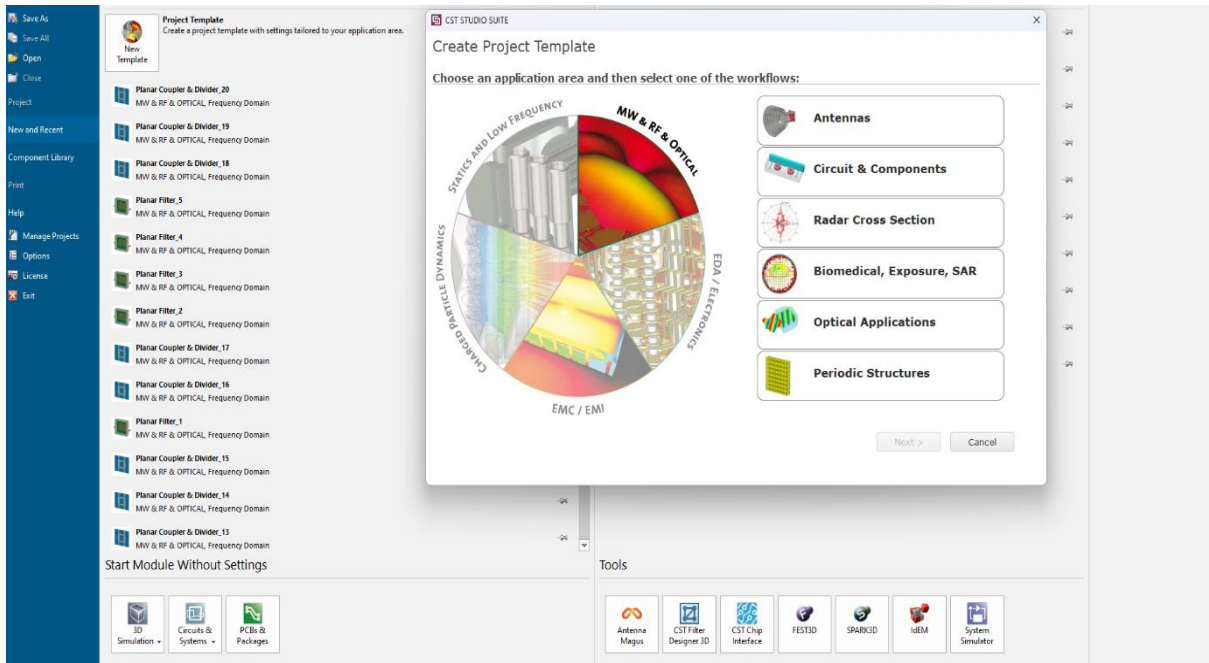 Save As
Save All
Open
Close
Project
New and Recent
Component Library
Print
Help
Manage Projects
Options
License
Exit
New
Template
Project Template
Create a project template with settings tailored to your application area.
Planar Coupler & Divider_20
MW & RF & OPTICAL, Frequency Domain
Planar Coupler & Divider_19
MW & RF & OPTICAL, Frequency Domain
Planar Coupler & Divider_18
MW & RF & OPTICAL, Frequency Domain
Planar Filter_5
MW & RF & OPTICAL, Frequency Domain
Planar Filter_4
MW & RF & OPTICAL, Frequency Domain
Planar Filter_3
MW & RF & OPTICAL, Frequency Domain
Planar Filter_2
MW & RF & OPTICAL, Frequency Domain
Planar Coupler & Divider_17
MW & RF & OPTICAL, Frequency Domain
Planar Coupler & Divider_16
MW & RF & OPTICAL, Frequency Domain
Planar Filter_1
MW & RF & OPTICAL, Frequency Domain
Planar Coupler & Divider_15
MW & RF & OPTICAL, Frequency Domain
Planar Coupler & Divider_14
MW & RF & OPTICAL, Frequency Domain
Planar Coupler & Divider_13
MW & RF & OPTICAL, Frequency Domain
CST STUDIO SUITE
Create Project Template
Choose an application area and then select one of the workflows:
STATICS AND LOW FREQUENCY
MW & RF & OPTICAL
EDA / ELECTRONICS
EMC / EMI
CHARGED PARTICLE DYNAMICS
Antennas
Circuit & Components
Radar Cross Section
Biomedical, Exposure, SAR
Optical Applications
Periodic Structures
Next >
Cancel
Start Module Without Settings
3D
Simulation
Circuits &
Systems
PCBs &
Packages
Tools
Antenna
Magus
CST Filter
Designer 3D
CST Chip
Interface
FEST3D
SPARK3D
IdEM
System
Simulator